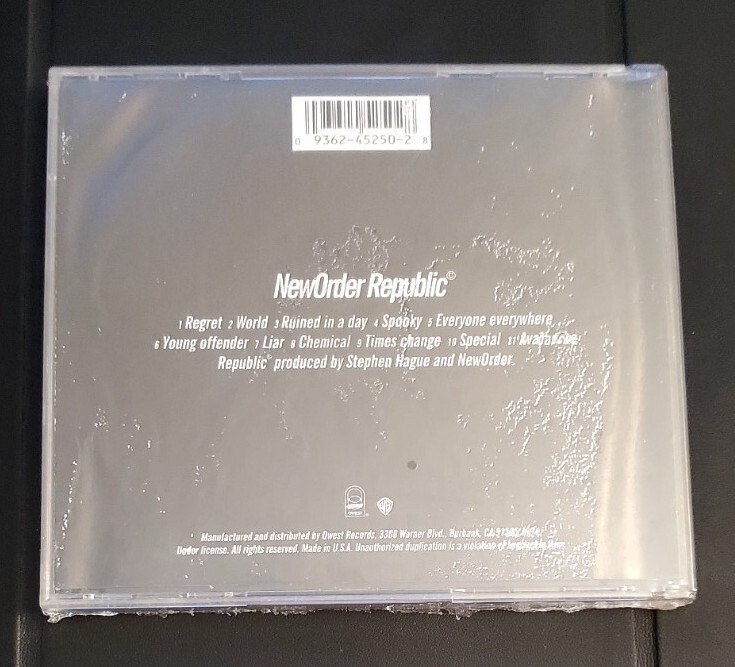 0 9362-45250-2 8
NewOrder Republic©
1 Regret 2 World 3 Ruined in a day 4 Spooky 5 Everyone everywhere
6 Young offender 7 Liar 8 Chemical 9 Times change 10 Special 11 Avalanche
Republic produced by Stephen Hague and NewOrder
WB
Manufactured and distributed by Qwest Records, 3300 Warner Blvd., Burbank, CA
Under license. All rights reserved. Made in U.S.A. Unauthorized duplication is a violation of